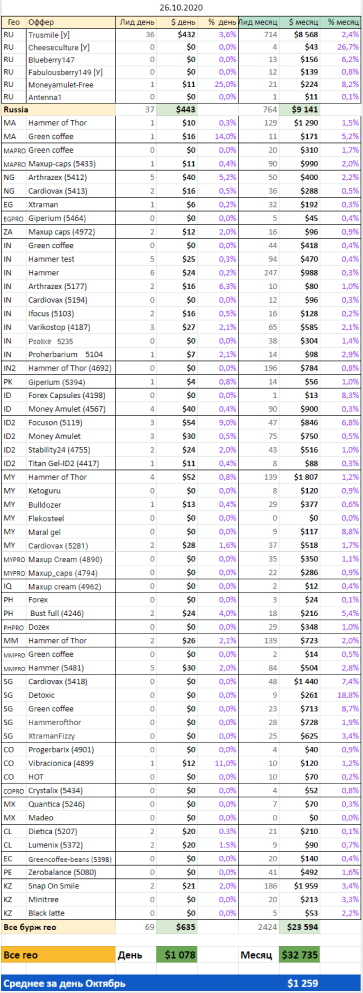 26.10.2020
Гео Оффер Лид день $ день % день Лид месяц $ месяц % месяц
RU Trusmile [У] 36 $432 3,6% 714 $8 568 2,4%
RU Cheeseculture [У] 0 $0 0,0% 4 $43 26,7%
RU Blueberry147 0 $0 0,0% 13 $156 6,2%
RU Fabulousberry149 [У] 0 $0 0,0% 12 $139 0,8%
RU Moneyamulet-Free 1 $11 25,0% 20 $224 8,2%
RU Antenna1 0 $0 0,0% 1 $11 0,1%
Russia 37 $443 764 $9 141
MA Hammer of Thor 1 $10 0,3% 129 $1 290 1,5%
MA Green coffee 1 $16 14,0% 11 $171 5,2%
MAPRO Green coffee 0 $0 0,0% 20 $310 1,7%
MAPRO Maxup-caps (5433) 1 $11 0,4% 90 $990 2,0%
NG Arthrazex (5412) 5 $40 5,2% 50 $400 2,2%
NG Cardiovax (5413) 2 $16 0,5% 36 $288 0,5%
EG Xtraman 1 $6 0,2% 32 $192 0,3%
EGPRO Giperium (5464) 0 $0 0,0% 5 $45 0,4%
ZA Maxup caps (4972) 2 $12 2,0% 16 $96 0,9%
IN Green coffee 0 $0 0,0% 44 $418 0,4%
IN Hammer test 5 $25 0,3% 94 $470 0,4%
IN Hammer 6 $24 0,2% 247 $988 0,3%
IN Arthrazex (5177) 2 $16 6,3% 10 $80 1,0%
IN Cardiovax (5194) 0 $0 0,0% 12 $96 0,3%
IN Ifocus (5103) 2 $16 0,5% 16 $128 0,2%
IN Varikostop (4187) 3 $27 2,1% 65 $585 2,1%
IN Psolixir 5235 0 $0 0,0% 38 $304 1,4%
IN Proherbarium 5104 1 $7 2,1% 14 $98 2,9%
IN2 Hammer of Thor (4692) 0 $0 0,0% 196 $784 0,8%
PK Giperium (5394) 1 $4 0,8% 14 $56 1,0%
ID Forex Capsules (4198) 0 $0 0,0% 1 $13 8,3%
ID Money Amulet (4567) 4 $40 0,4% 90 $900 0,3%
ID2 Focuson (5119) 3 $54 9,0% 47 $846 6,8%
ID2 Money Amulet 3 $30 0,5% 75 $750 0,5%
ID2 Stability24 (4755) 2 $24 2,0% 43 $516 1,0%
ID2 Titan Gel-ID2 (4417) 1 $11 0,4% 8 $88 0,3%
MY Hammer of Thor 4 $52 0,8% 139 $1 807 1,2%
MY Ketoguru 0 $0 0,0% 8 $120 0,9%
MY Bulldozer 1 $13 0,4% 29 $377 0,6%
MY Flekosteel 0 $0 0,0% 0 $0 0,0%
MY Maral gel 0 $0 0,0% 9 $117 8,8%
MY Cardiovax (5281) 2 $28 1,6% 37 $518 1,7%
MYPRO Maxup Cream (4890) 0 $0 0,0% 35 $350 1,1%
MYPRO Maxup_caps (4794) 0 $0 0,0% 22 $286 0,9%
IQ Maxup cream (4962) 0 $0 0,0% 2 $12 0,4%
PH Forex 0 $0 0,0% 3 $24 0,1%
PH Bust full (4246) 2 $24 4,0% 18 $216 5,4%
PHPRO Dozex 0 $0 0,0% 29 $348 1,0%
MM Hammer of Thor 2 $26 2,1% 139 $723 2,0%
MMPRO Green coffee 0 $0 0,0% 2 $14 0,5%
MMPRO Hammer (5481) 5 $30 2,0% 84 $504 2,8%
SG Cardiovax (5418) 0 $0 0,0% 48 $1 440 7,4%
SG Detoxic 0 $0 0,0% 9 $261 18,8%
SG Green coffee 0 $0 0,0% 23 $713 8,7%
SG Hammerofthor 0 $0 0,0% 28 $728 1,9%
SG XtramanFizzy 0 $0 0,0% 25 $625 3,4%
CO Progerbarix (4901) 0 $0 0,0% 4 $40 0,9%
CO Vibracionica (4899 1 $12 11,0% 10 $120 1,2%
CO HOT 0 $0 0,0% 10 $70 0,2%
COPRO Crystalix (5434) 0 $0 0,0% 4 $52 0,8%
MX Quantica (5246) 0 $0 0,0% 7 $70 0,3%
MX Madeo 0 $0 0,0% 0 $0 0,0%
CL Dietica (5207) 2 $20 0.3% 21 $210 0,1%
CL Lumenix (5372) 2 $20 1.5% 9 $90 0,7%
EC Greencoffee-beans (5398) 0 $0 0,0% 20 $140 0,4%
PE Zerobalance (5080) 0 $0 0,0% 41 $492 1,6%
KZ Snap On Smile 2 $21 2,0% 186 $1 959 3,4%
KZ Minitree 0 $0 0,0% 20 $213 3,3%
KZ Black latte 0 $0 0,0% 5 $53 2,2%
Все бурж гео 69 $635 2424 $23 594
Все гео День $1 078 Месяц $32 735
Среднее за день Октябрь $1 259